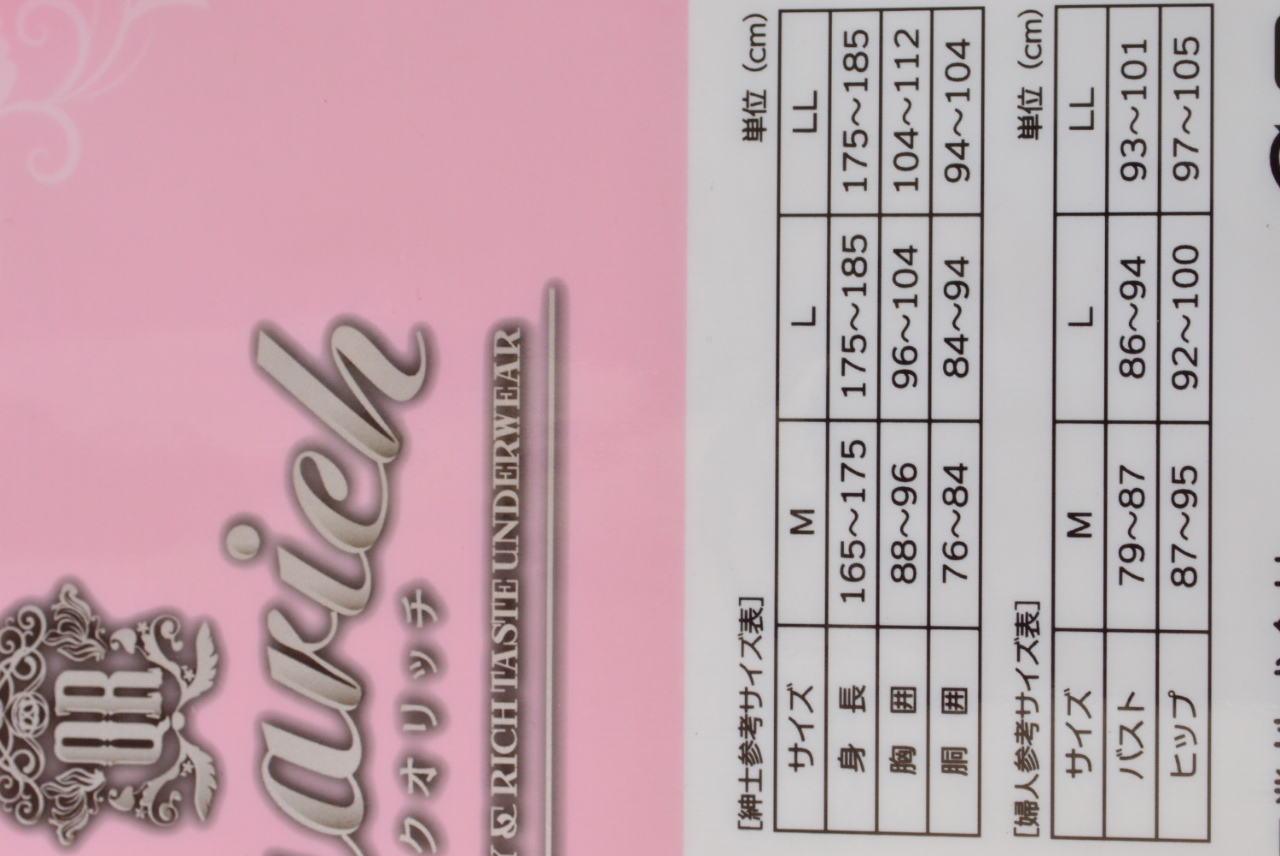 QR
arich
クオリッチ
& RICH TASTE UNDERWEAR
[紳士参考サイズ表] 単位 (cm)
サイズ M L LL
身長 165～175 175～185 175～185
胸囲 88～96 96～104 104～112
胴囲 76～84 84～94 94～104
[婦人参考サイズ表] 単位 (cm)
サイズ M L LL
バスト 79～87 86～94 93～101
ヒップ 87～95 92～100 97～105